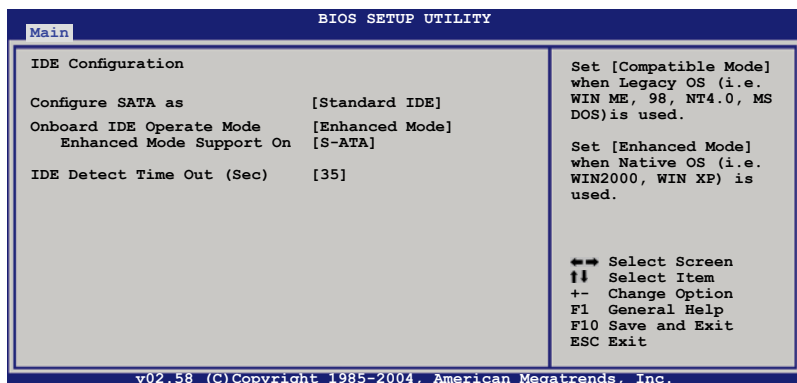 BIOS SETUP UTILITY
Main
IDE Configuration
Configure SATA as [Standard IDE]
Onboard IDE Operate Mode [Enhanced Mode]
Enhanced Mode Support On [S-ATA]
IDE Detect Time Out (Sec) [35]
Set [Compatible Mode]
when Legacy OS (i.e.
WIN ME, 98, NT4.0, MS
DOS)is used.
Set [Enhanced Mode]
when Native OS (i.e.
WIN2000, WIN XP) is
used.
←→ Select Screen
↑↓ Select Item
+- Change Option
F1 General Help
F10 Save and Exit
ESC Exit
v02.58 (C)Copyright 1985-2004, American Megatrends, Inc.